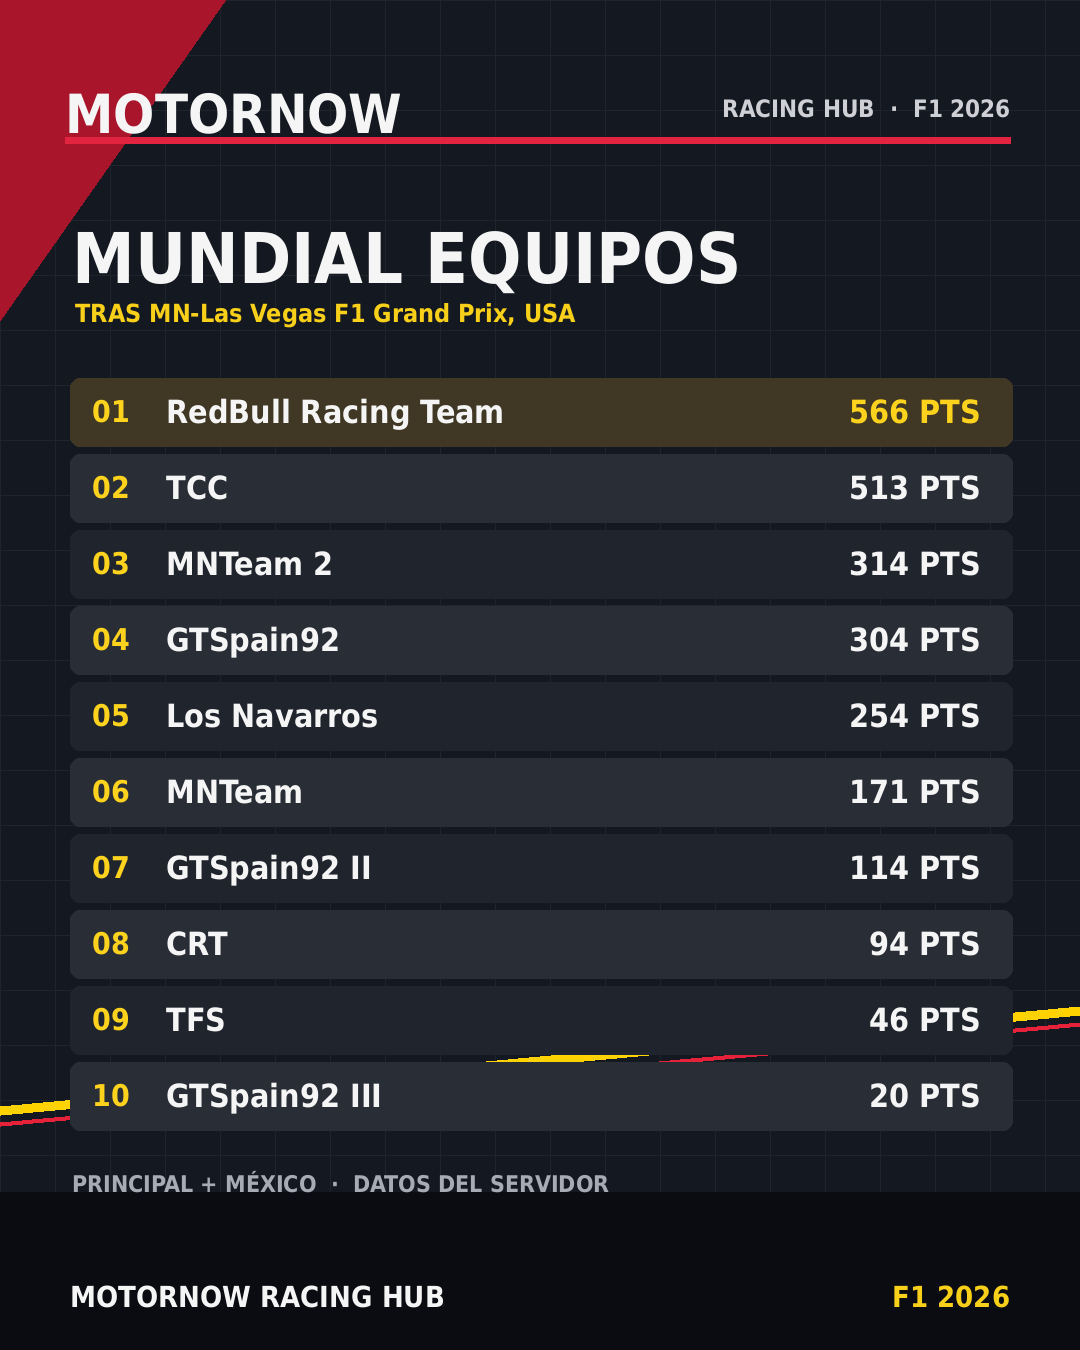 MOTORNOW
RACING HUB · F1 2026
MUNDIAL EQUIPOS
TRAS MN-Las Vegas F1 Grand Prix, USA
01 RedBull Racing Team 566 PTS
02 TCC 513 PTS
03 MNTeam 2 314 PTS
04 GTSpain92 304 PTS
05 Los Navarros 254 PTS
06 MNTeam 171 PTS
07 GTSpain92 II 114 PTS
08 CRT 94 PTS
09 TFS 46 PTS
10 GTSpain92 III 20 PTS
PRINCIPAL + MÉXICO · DATOS DEL SERVIDOR
MOTORNOW RACING HUB F1 2026